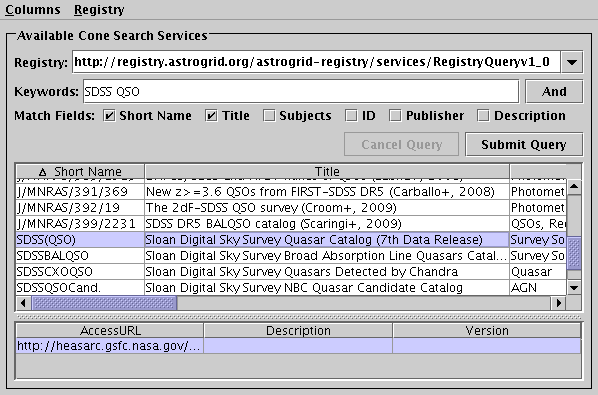 Columns Registry
Available Cone Search Services
Registry: http://registry.astrogrid.org/astrogrid-registry/services/RegistryQueryv1_0
Keywords: SDSS QSO And
Match Fields: Short Name Title Subjects ID Publisher Description
Cancel Query Submit Query
Δ Short Name Title
J/MNRAS/391/369 New z>=3.6 QSOs from FIRST-SDSS DR5 (Carballo+, 2008) Photomet
J/MNRAS/392/19 The 2dF-SDSS QSO survey (Croom+, 2009) Photomet
J/MNRAS/399/2231 SDSS DR5 BALQSO catalog (Scaringi+, 2009) QSOs, Red
SDSS(QSO) Sloan Digital Sky Survey Quasar Catalog (7th Data Release) Survey So
SDSSBALQSO Sloan Digital Sky Survey Broad Absorption Line Quasars Catal... Survey So
SDSSCXOQSO Sloan Digital Sky Survey Quasars Detected by Chandra Quasar
SDSSQSOCand. Sloan Digital Sky Survey NBC Quasar Candidate Catalog AGN
AccessURL Description Version
http://heasarc.gsfc.nasa.gov/...